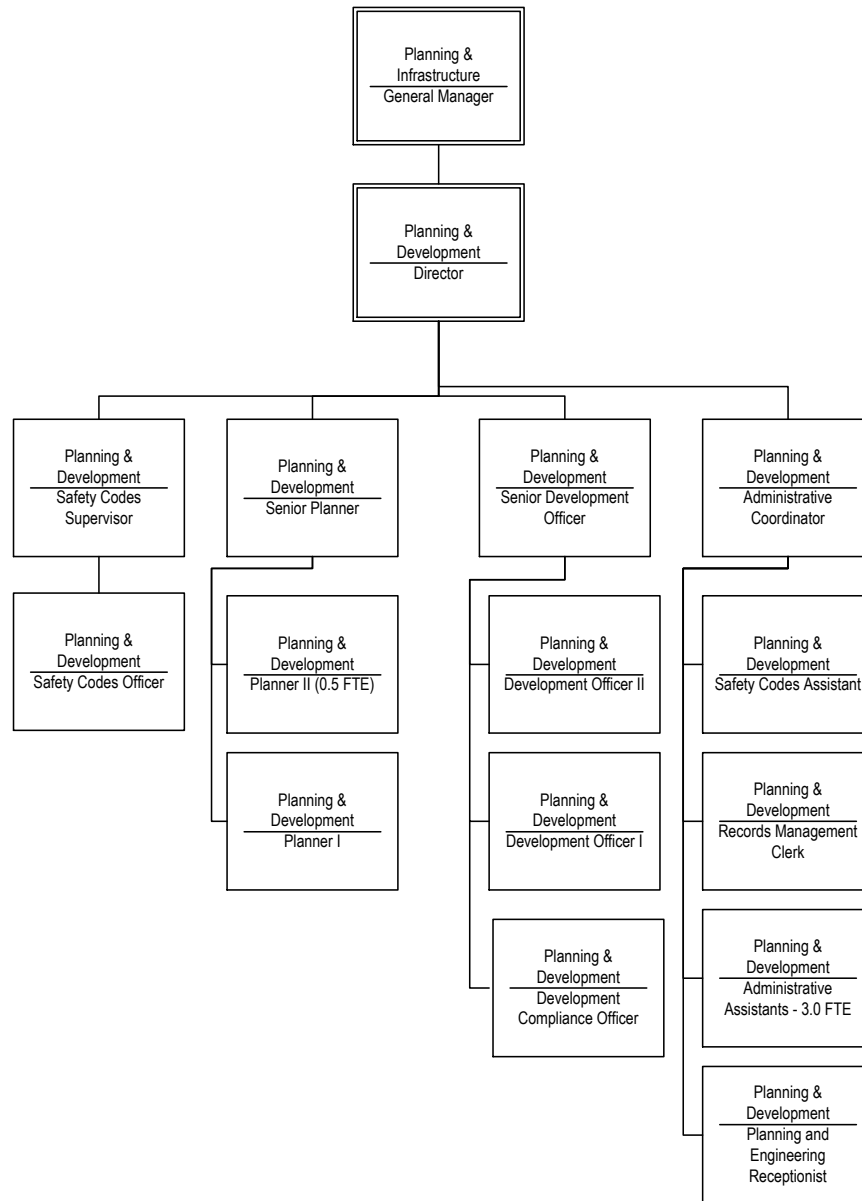 Planning &
Infrastructure
General Manager
Planning &
Development
Director
Planning &
Development
Safety Codes
Supervisor
Planning &
Development
Senior Planner
Planning &
Development
Senior Development
Officer
Planning &
Development
Administrative
Coordinator
Planning &
Development
Safety Codes Officer
Planning &
Development
Planner II (0.5 FTE)
Planning &
Development
Development Officer II
Planning &
Development
Safety Codes Assistant
Planning &
Development
Planner I
Planning &
Development
Development Officer I
Planning &
Development
Records Management
Clerk
Planning &
Development
Development
Compliance Officer
Planning &
Development
Administrative
Assistants - 3.0 FTE
Planning &
Development
Planning and
Engineering
Receptionist